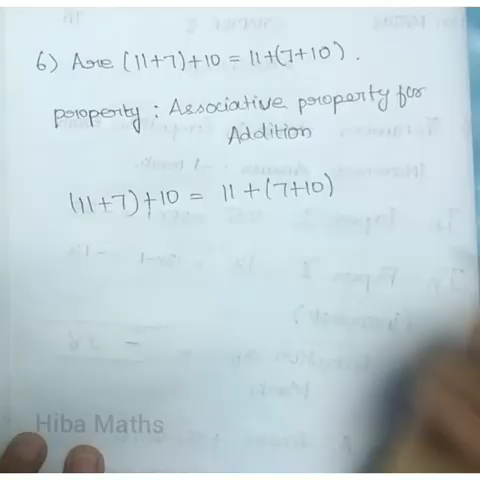 6) Are (11+7)+10 = 11+(7+10).
property : Associative property for
Addition
(11+7)+10 = 11+(7+10)
Hiba Maths